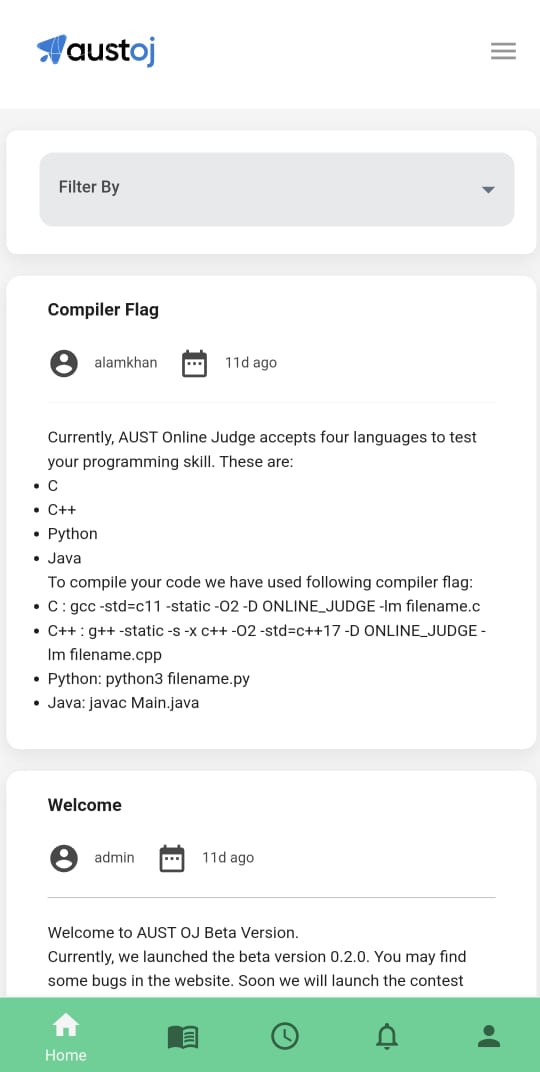 austoj
Filter By
Compiler Flag
alamkhan 11d ago
Currently, AUST Online Judge accepts four languages to test
your programming skill. These are:
• C
• C++
• Python
• Java
To compile your code we have used following compiler flag:
• C : gcc -std=c11 -static -O2 -D ONLINE_JUDGE -lm filename.c
• C++ : g++ -static -s -x c++ -O2 -std=c++17 -D ONLINE_JUDGE -
lm filename.cpp
• Python: python3 filename.py
• Java: javac Main.java
Welcome
admin 11d ago
Welcome to AUST OJ Beta Version.
Currently, we launched the beta version 0.2.0. You may find
some bugs in the website. Soon we will launch the contest
Home